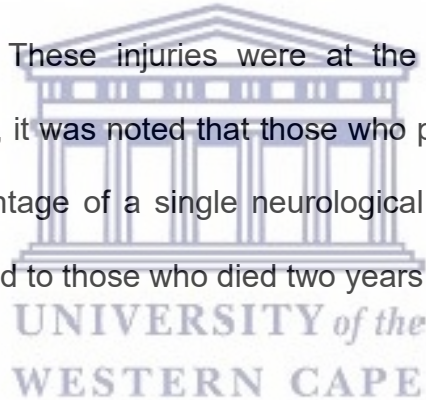 These injuries were at the
, it was noted that those who p
ntage of a single neurological
d to those who died two years
UNIVERSITY of the
WESTERN CAPE